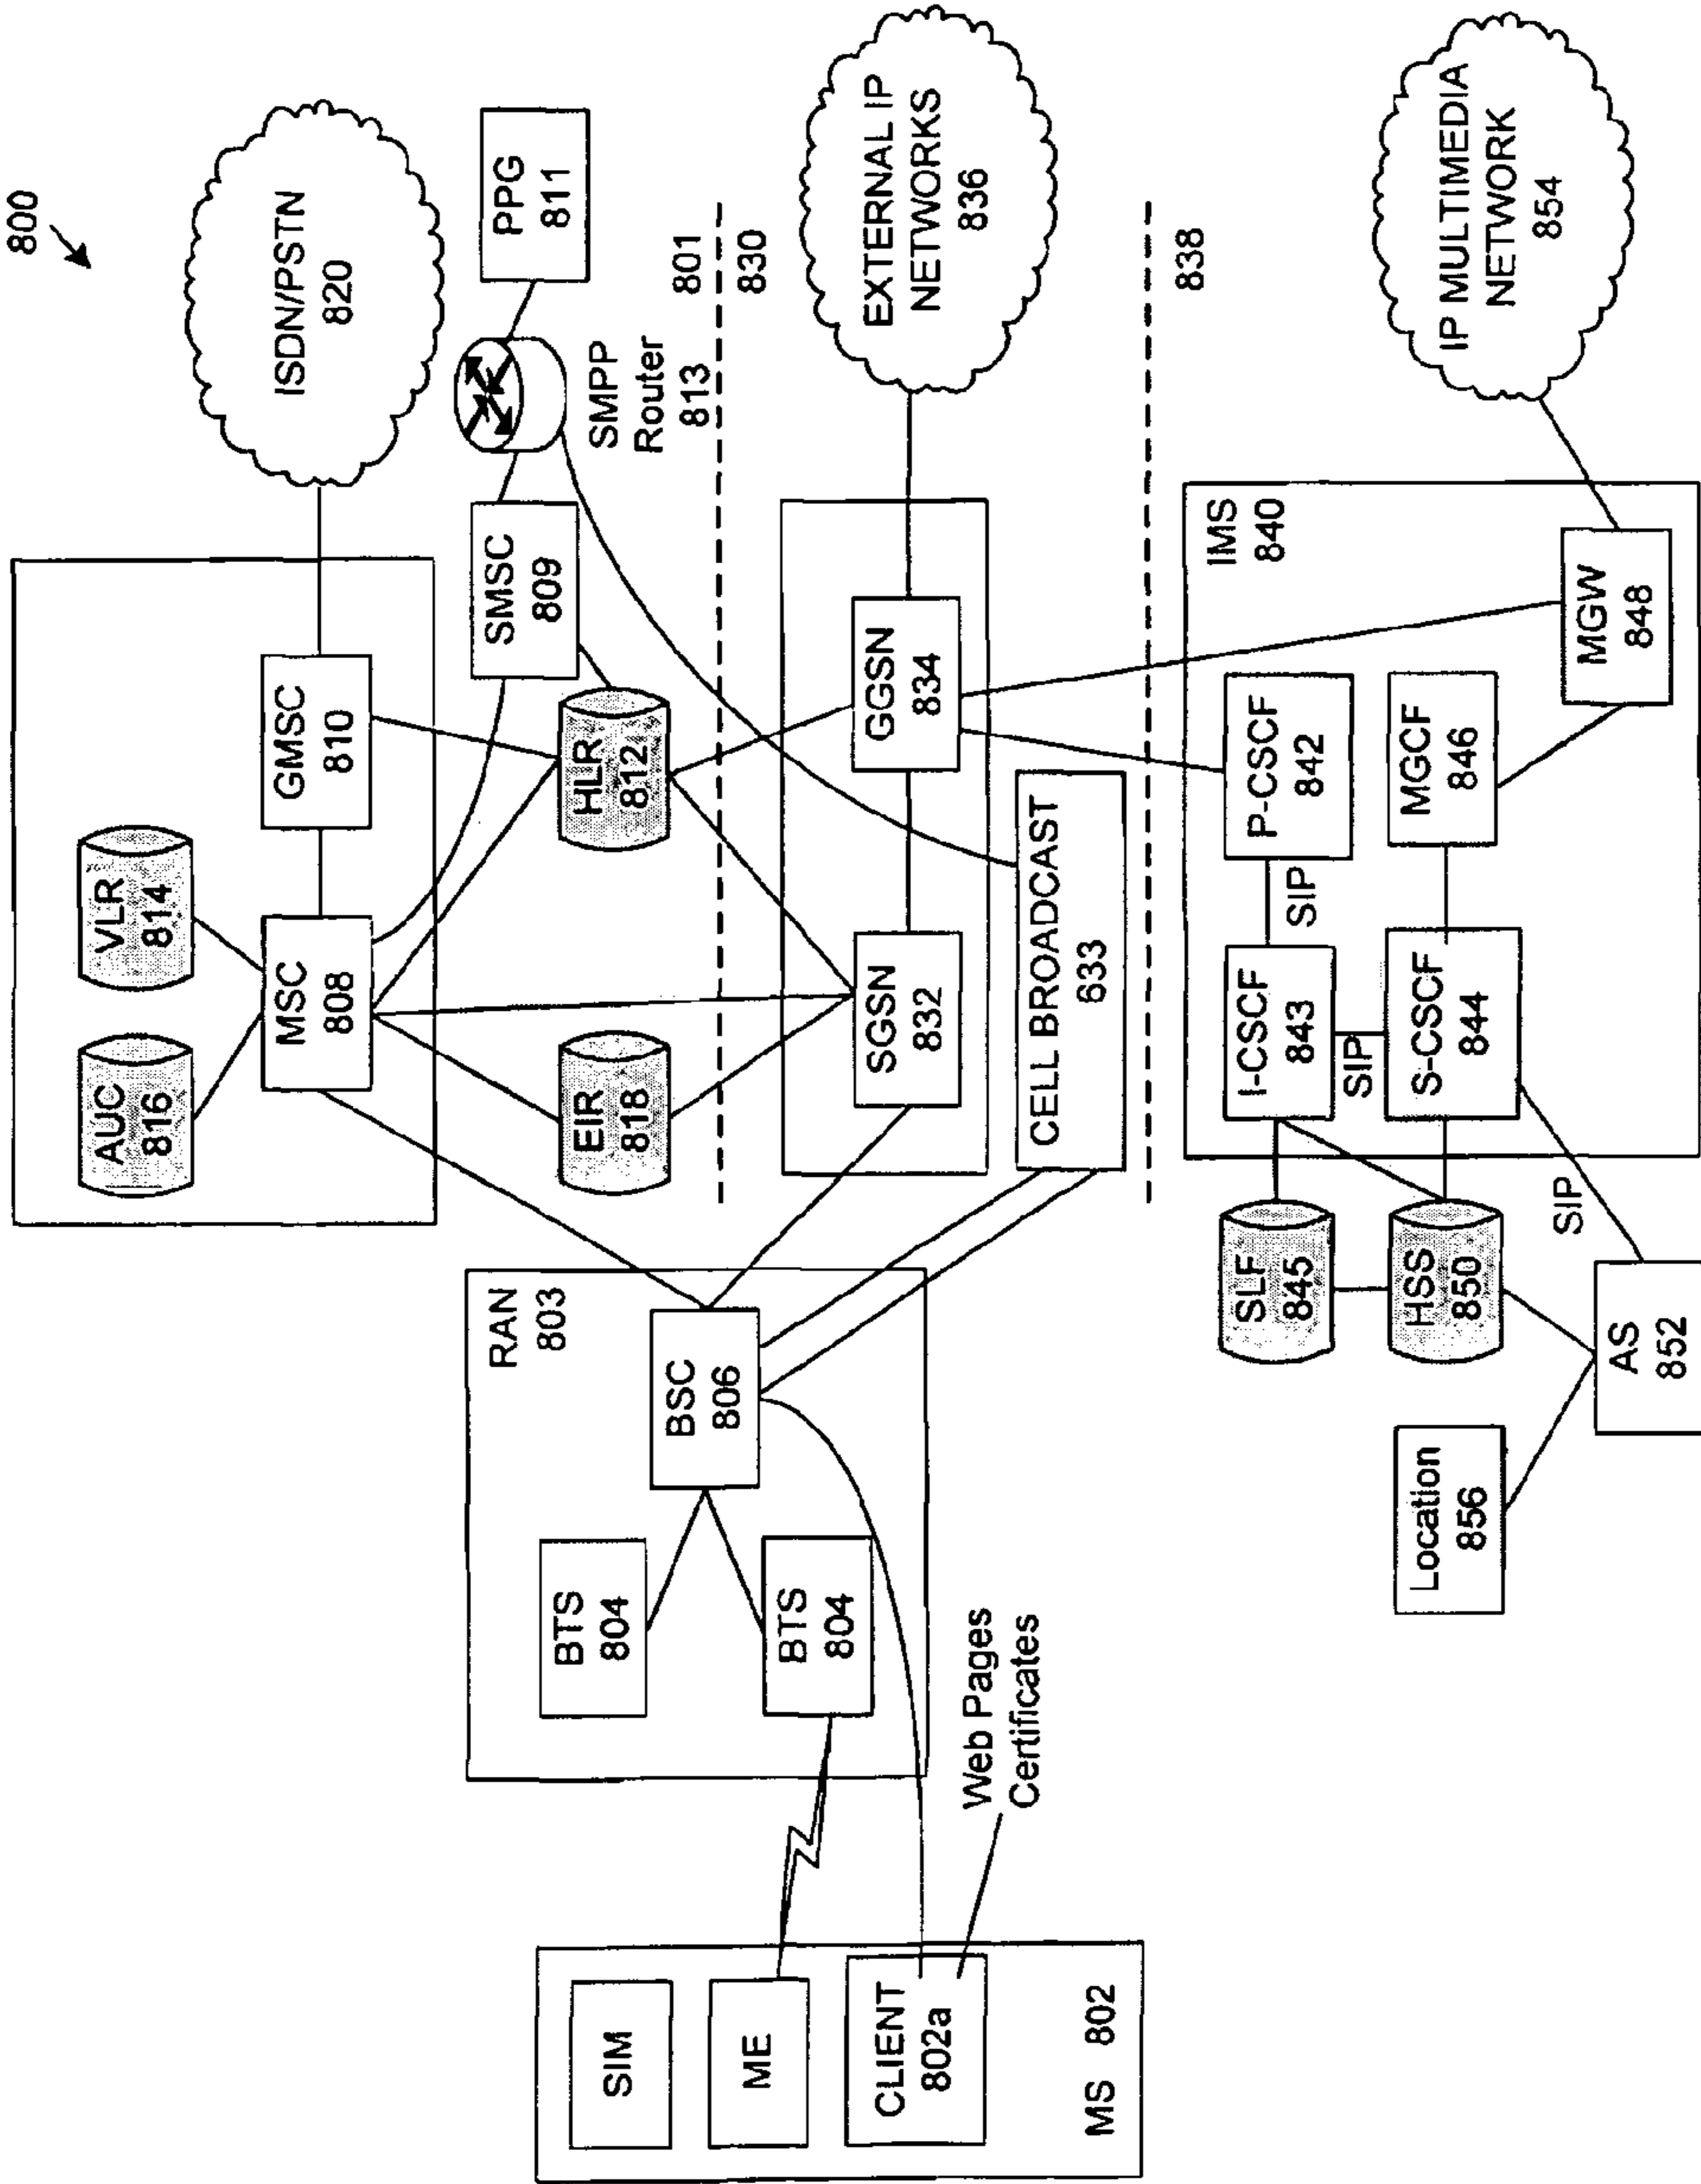 800
AUC
816
VLR
814
MSC
808
GMSC
810
ISDN/PSTN
820
RAN
803
BTS
804
BTS
804
BSC
806
EIR
818
HLR
812
SMSC
809
SMPP
Router
813
PPG
811
801
830
SIM
ME
CLIENT
802a
MS 802
Web Pages
Certificates
SGSN
832
GGSN
834
EXTERNAL IP
NETWORKS
836
CELL BROADCAST
633
838
SLF
845
HSS
850
Location
856
AS
852
SIP
IMS
840
I-CSCF
843
SIP
P-CSCF
842
SIP
S-CSCF
844
MGCF
846
MGW
848
IP MULTIMEDIA
NETWORK
854